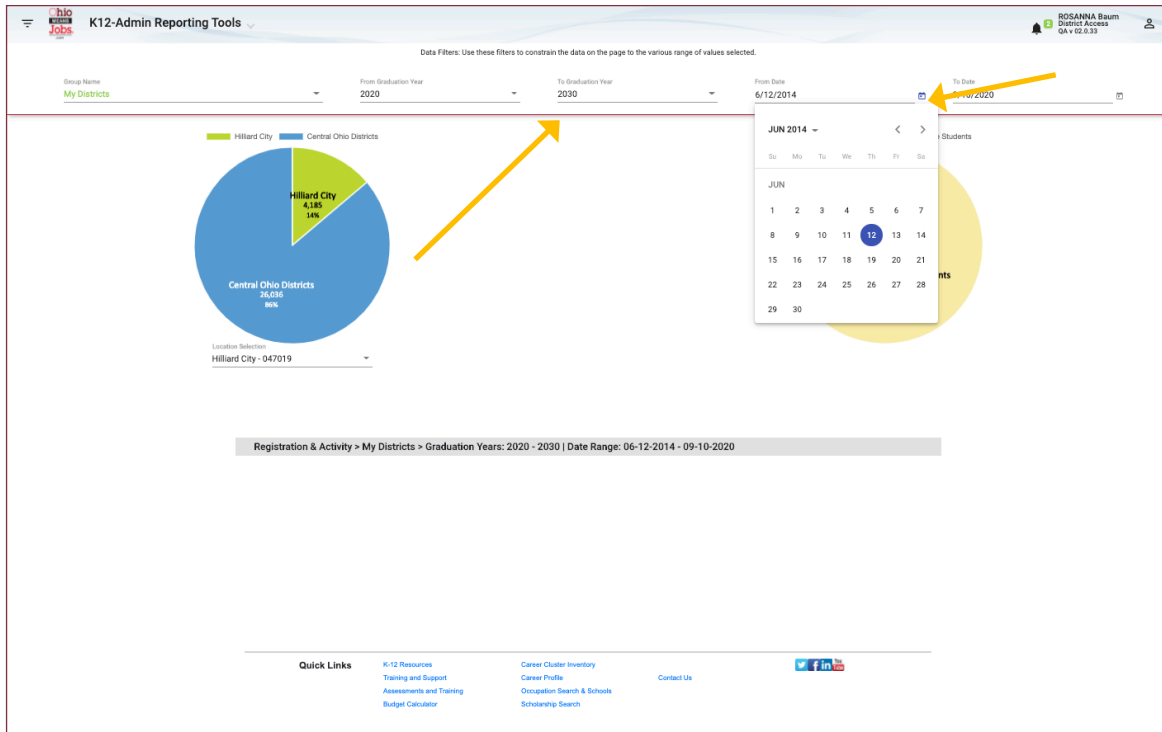 Ohio
MEANS
Jobs
.com
K12-Admin Reporting Tools
2
ROSANNA Baum
District Access
QA v 02.0.33
Data Filters: Use these filters to constrain the data on the page to the various range of values selected.
Group Name
My Districts
From Graduation Year
2020
To Graduation Year
2030
From Date
6/12/2014
To Date
/10/2020
Hilliard City
Central Ohio Districts
Students
Hilliard City
4,185
14%
Central Ohio Districts
26,036
86%
nts
JUN 2014
Su Mo Tu We Th Fr Sa
JUN
1 2 3 4 5 6 7
8 9 10 11 12 13 14
15 16 17 18 19 20 21
22 23 24 25 26 27 28
29 30
Location Selection
Hilliard City - 047019
Registration & Activity > My Districts > Graduation Years: 2020 - 2030 | Date Range: 06-12-2014 - 09-10-2020
Quick Links
K-12 Resources
Training and Support
Assessments and Training
Budget Calculator
Career Cluster Inventory
Career Profile
Occupation Search & Schools
Scholarship Search
Contact Us
f in You Tube